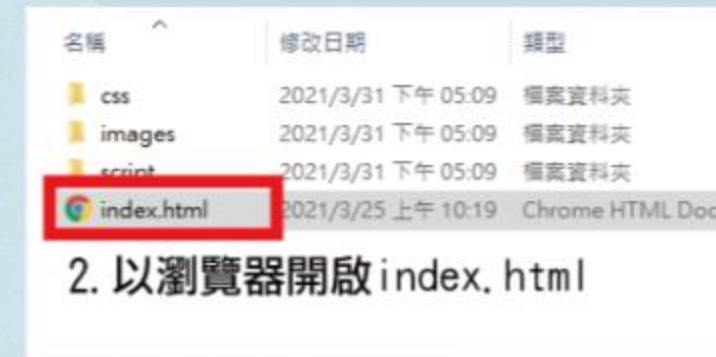 名稱 修改日期 類型
css 2021/3/31 下午 05:09 檔案資料夾
images 2021/3/31 下午 05:09 檔案資料夾
script 2021/3/31 下午 05:09 檔案資料夾
index.html 2021/3/25 上午 10:19 Chrome HTML Doc
2.以瀏覽器開啟index.html